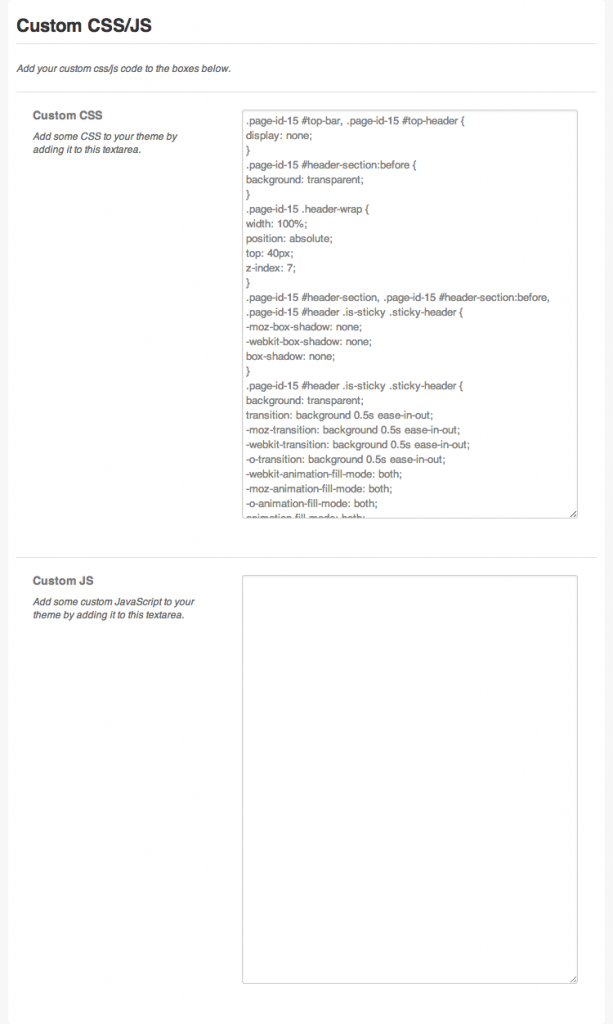 Custom CSS/JS
Add your custom css/js code to the boxes below.
Custom CSS
Add some CSS to your theme by
adding it to this textarea.
.page-id-15 #top-bar, .page-id-15 #top-header {
display: none;
}
.page-id-15 #header-section:before {
background: transparent;
}
.page-id-15 .header-wrap {
width: 100%;
position: absolute;
top: 40px;
z-index: 7;
}
.page-id-15 #header-section, .page-id-15 #header-section:before,
.page-id-15 #header .is-sticky .sticky-header {
-moz-box-shadow: none;
-webkit-box-shadow: none;
box-shadow: none;
}
.page-id-15 #header .is-sticky .sticky-header {
background: transparent;
transition: background 0.5s ease-in-out;
-moz-transition: background 0.5s ease-in-out;
-webkit-transition: background 0.5s ease-in-out;
-o-transition: background 0.5s ease-in-out;
-webkit-animation-fill-mode: both;
-moz-animation-fill-mode: both;
-o-animation-fill-mode: both;
animation-fill-mode: both;
Custom JS
Add some custom JavaScript to your
theme by adding it to this textarea.